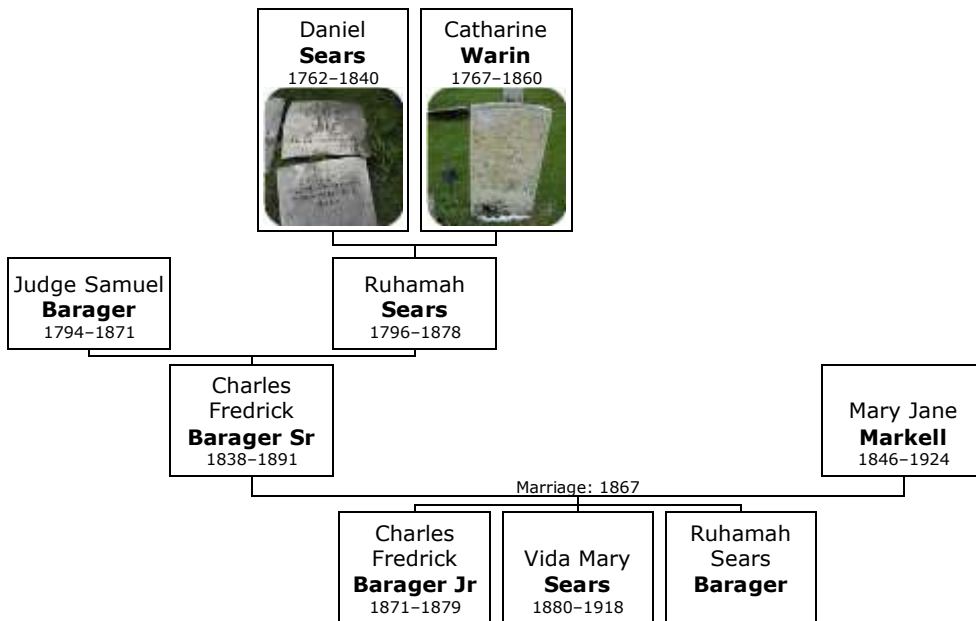 Daniel
Sears
1762–1840
Catharine
Warin
1767–1860
Judge Samuel
Barager
1794–1871
Ruhamah
Sears
1796–1878
Charles
Fredrick
Barager Sr
1838–1891
Mary Jane
Markell
1846–1924
Marriage: 1867
Charles
Fredrick
Barager Jr
1871–1879
Vida Mary
Sears
1880–1918
Ruhamah
Sears
Barager